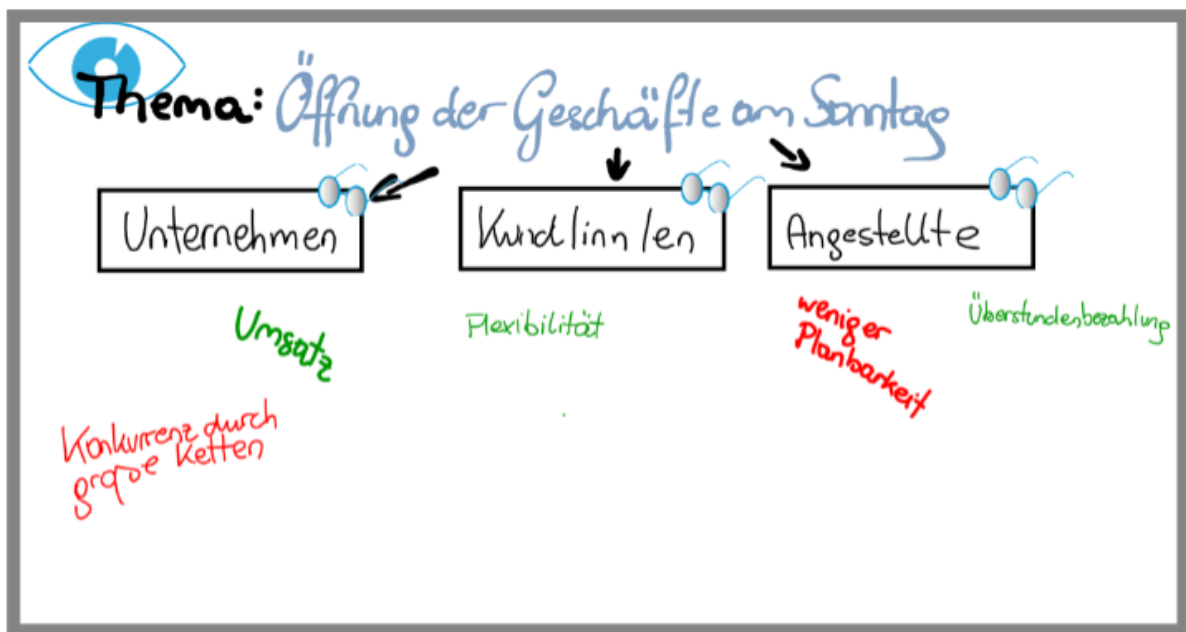 Thema: Öffnung der Geschäfte am Sonntag
Unternehmen
Kund/inn/en
Angestellte
Umsatz
Flexibilität
weniger
Planbarkeit
Überstundenbezahlung
Konkurrenz durch
große Ketten